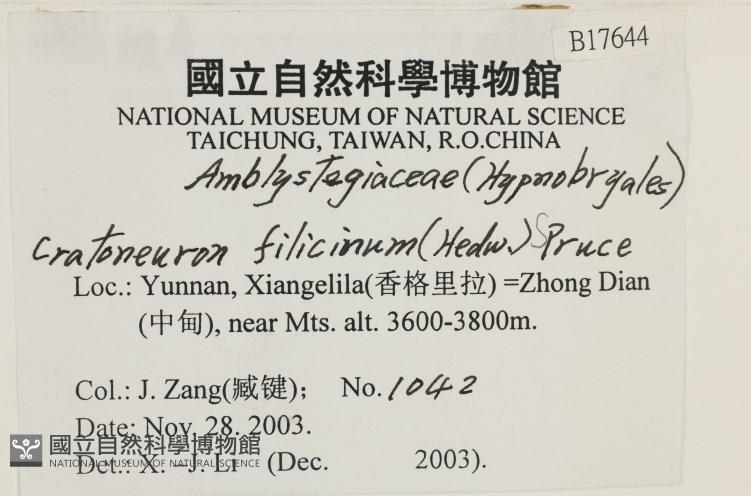 B17644
國立自然科學博物館
NATIONAL MUSEUM OF NATURAL SCIENCE
TAICHUNG, TAIWAN, R.O.CHINA
Amblystegiaceae (Hypnobryales)
Cratoneuron filicinum (Hedw.) Spruce
Loc.: Yunnan, Xiangelila(香格里拉) =Zhong Dian
(中甸), near Mts. alt. 3600-3800m.
Col.: J. Zang(臧键); No. 1042
Date: Nov. 28. 2003.
Det.: X. -J. Li (Dec. 2003).
國立自然科學博物館
NATIONAL MUSEUM OF NATURAL SCIENCE